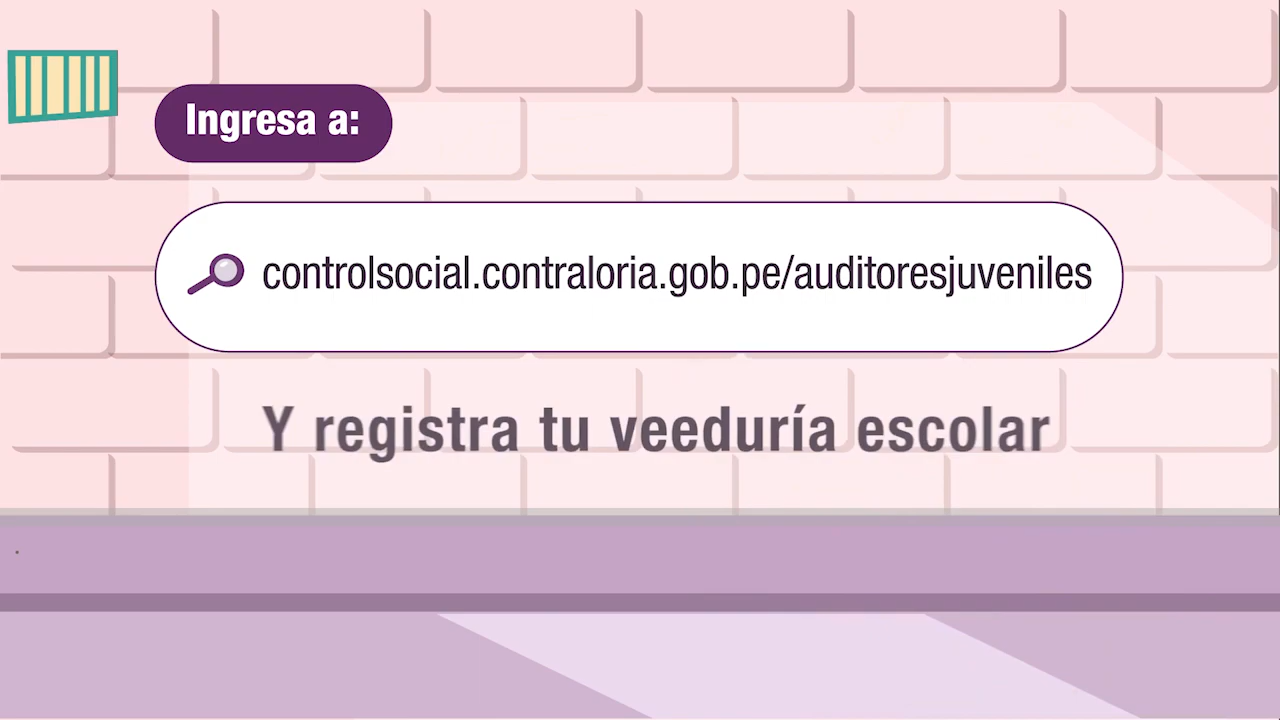 Ingresa a:
controlsocial.contraloria.gob.pe/auditoresjuveniles
Y registra tu veeduría escolar